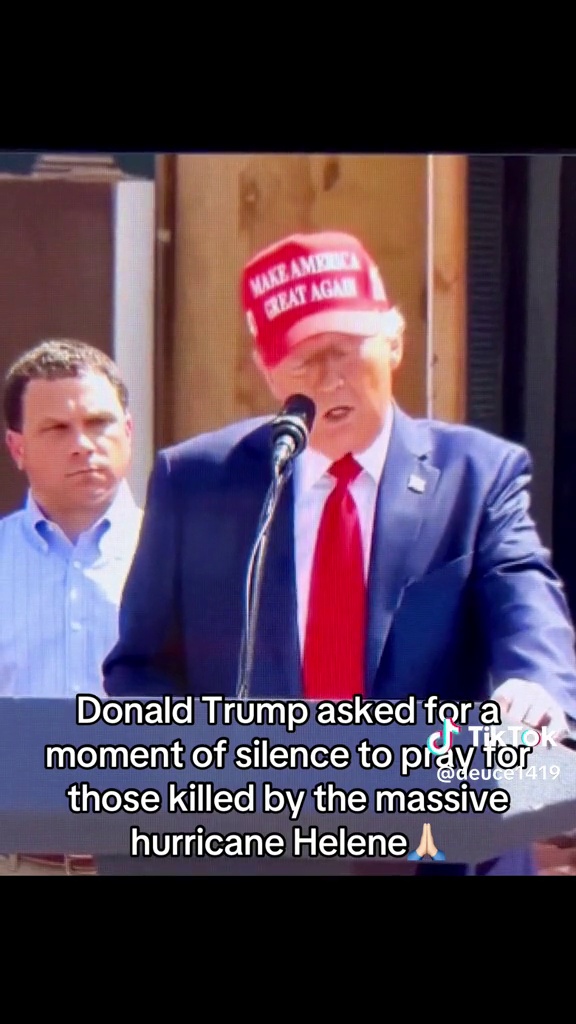 MAKE AMERICA
GREAT AGAIN
Donald Trump asked for a
moment of silence to pray for
those killed by the massive
hurricane Helene🙏🏻
TikTok
@deuce1419